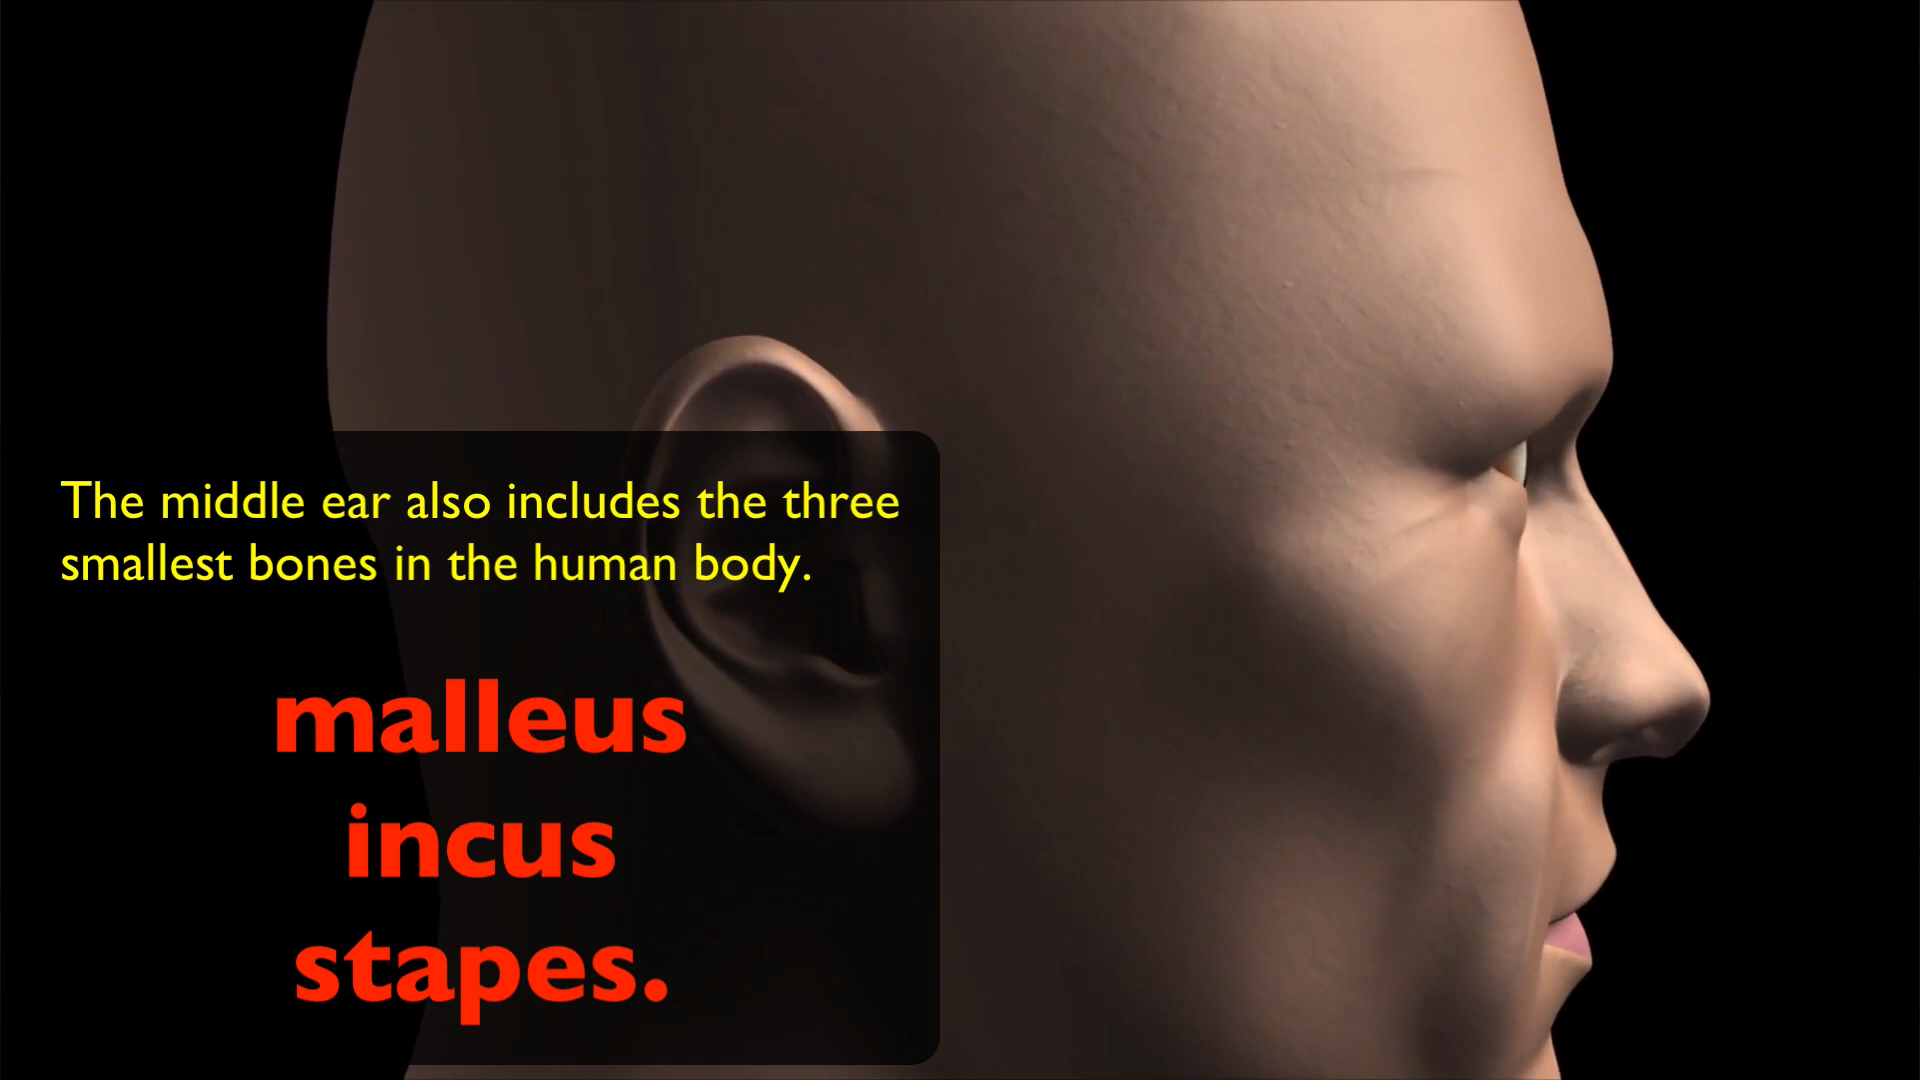 The middle ear also includes the three
smallest bones in the human body.
malleus
incus
stapes.